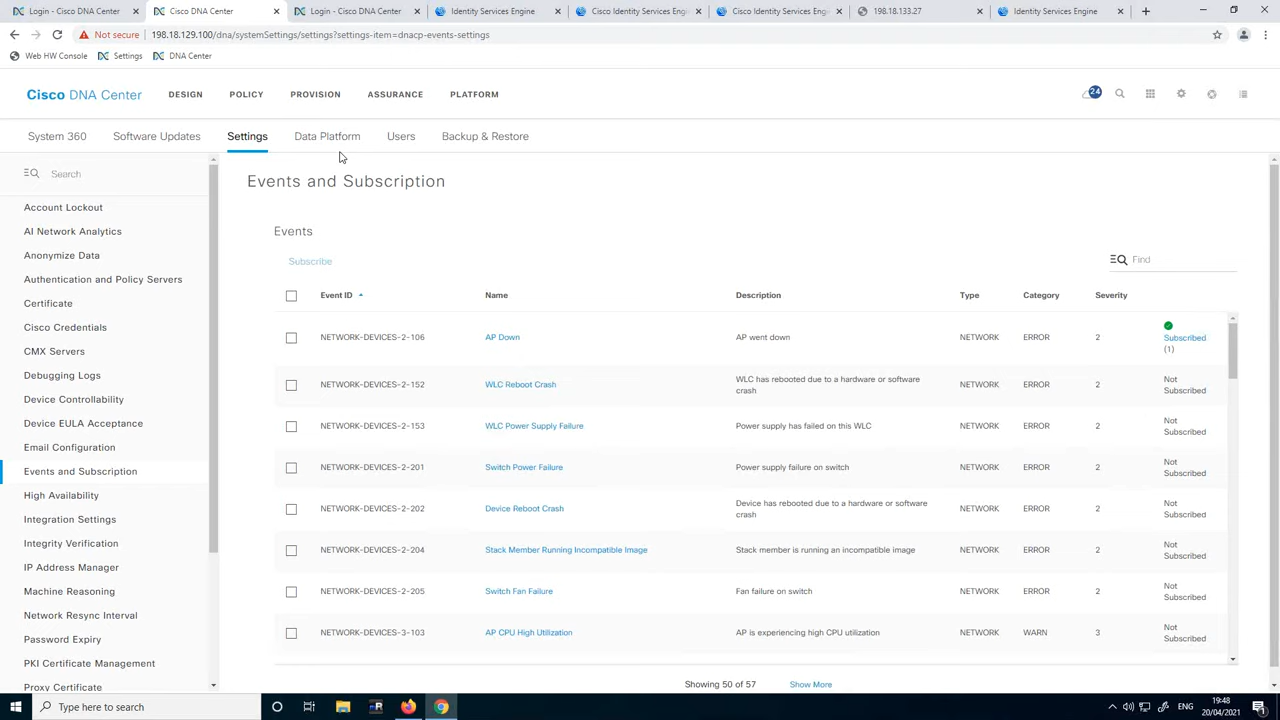 Login - Cisco DNA Center
Cisco DNA Center
Login - Cisco DNA Center
Identity Services Engine
Identity Services Eng
198.18.133.27
Identity Services Engine
Not secure 198.18.129.100/dna/systemSettings/settings?settings-item=dnacp-events-settings
Web HW Console Settings DNA Center
Cisco DNA Center DESIGN POLICY PROVISION ASSURANCE PLATFORM 24
System 360 Software Updates Settings Data Platform Users Backup & Restore
Search
Account Lockout
AI Network Analytics
Anonymize Data
Authentication and Policy Servers
Certificate
Cisco Credentials
CMX Servers
Debugging Logs
Device Controllability
Device EULA Acceptance
Email Configuration
Events and Subscription
High Availability
Integration Settings
Integrity Verification
IP Address Manager
Machine Reasoning
Network Resync Interval
Password Expiry
PKI Certificate Management
Proxy Certificate
Events and Subscription
Events
Subscribe
Find
Event ID Name Description Type Category Severity
NETWORK-DEVICES-2-106 AP Down AP went down NETWORK ERROR 2 Subscribed
(1)
NETWORK-DEVICES-2-152 WLC Reboot Crash WLC has rebooted due to a hardware or software
crash NETWORK ERROR 2 Not
Subscribed
NETWORK-DEVICES-2-153 WLC Power Supply Failure Power supply has failed on this WLC NETWORK ERROR 2 Not
Subscribed
NETWORK-DEVICES-2-201 Switch Power Failure Power supply failure on switch NETWORK ERROR 2 Not
Subscribed
NETWORK-DEVICES-2-202 Device Reboot Crash Device has rebooted due to a hardware or software
crash NETWORK ERROR 2 Not
Subscribed
NETWORK-DEVICES-2-204 Stack Member Running Incompatible Image Stack member is running an incompatible image NETWORK ERROR 2 Not
Subscribed
NETWORK-DEVICES-2-205 Switch Fan Failure Fan failure on switch NETWORK ERROR 2 Not
Subscribed
NETWORK-DEVICES-3-103 AP CPU High Utilization AP is experiencing high CPU utilization NETWORK WARN 3 Not
Subscribed
Showing 50 of 57 Show More
Type here to search
ENG
19:48
20/04/2021